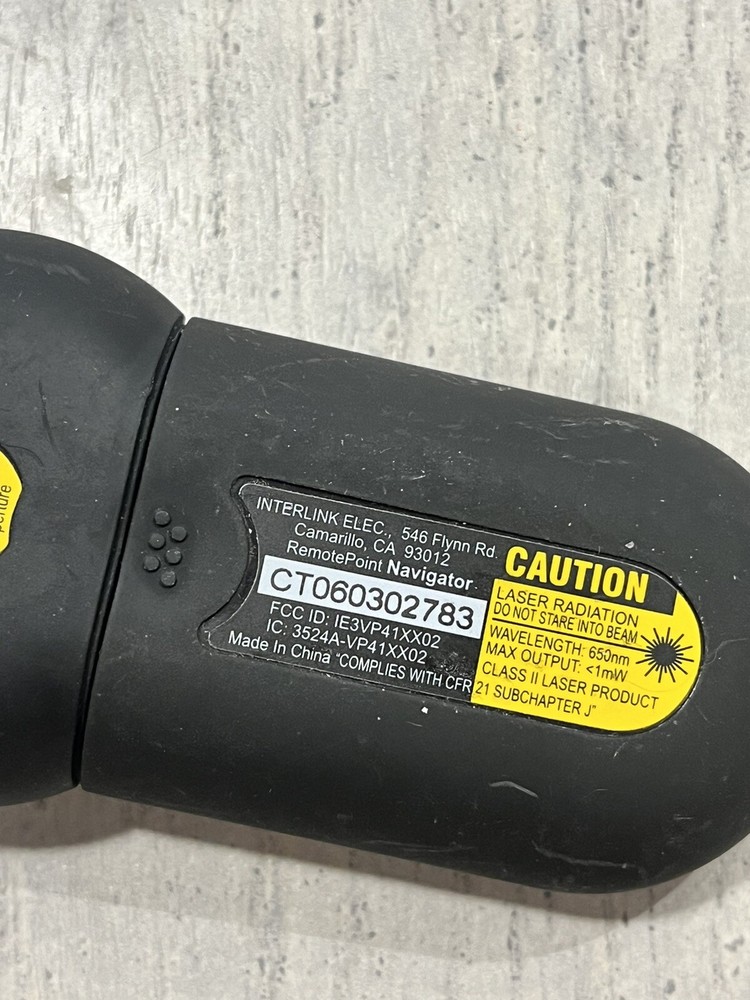 perture
INTERLINK ELEC., 546 Flynn Rd.
Camarillo, CA 93012
RemotePoint Navigator.
CT060302783
FCC ID: IE3VP41XX02
IC: 3524A-VP41XX02
Made In China "COMPLIES WITH CFR 21 SUBCHAPTER J"
CAUTION
LASER RADIATION
DO NOT STARE INTO BEAM
WAVELENGTH: 650nm
MAX OUTPUT: <1mW
CLASS II LASER PRODUCT